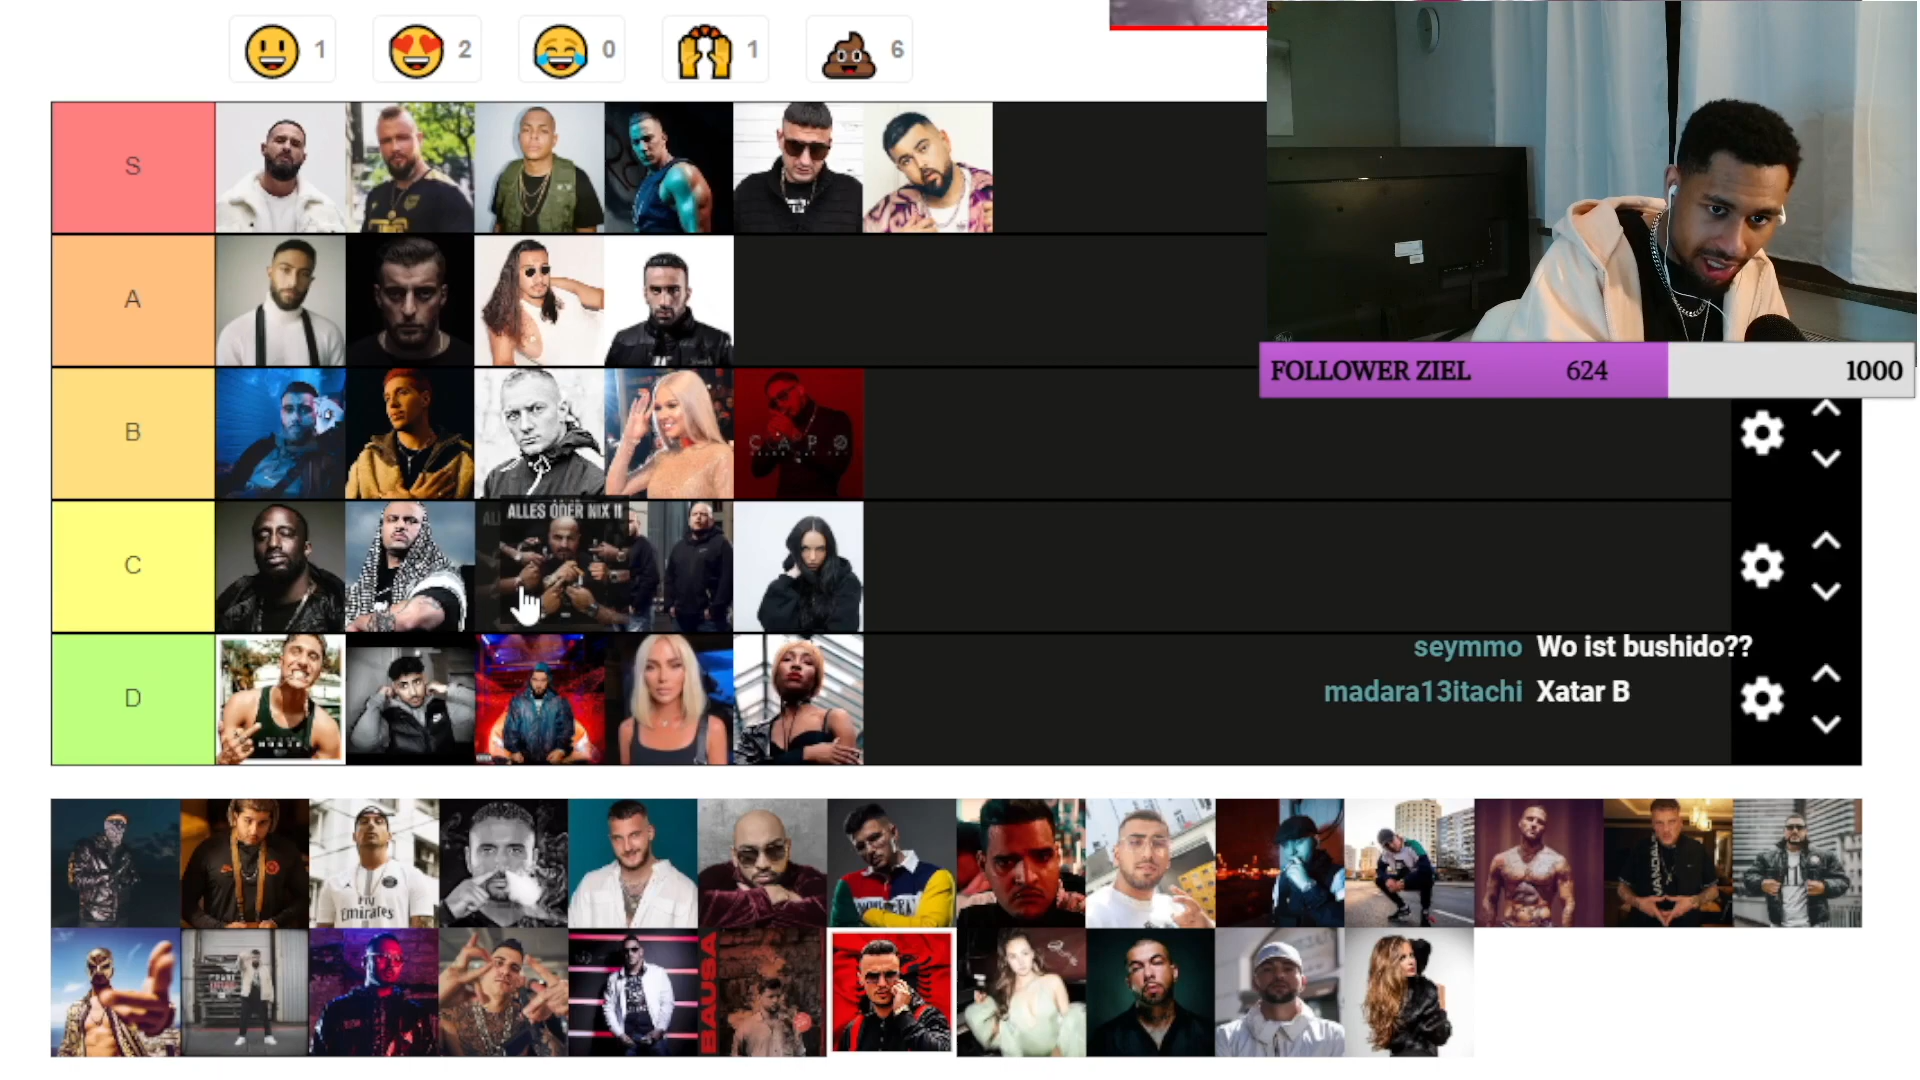 1
2
0
1
6
S
A
FOLLOWER ZIEL 624 1000
B
CAPO
ALLES ODER NIX II
C
seymmo Wo ist bushido??
D
madara13itachi Xatar B
Fly
Emirates
BAUSA